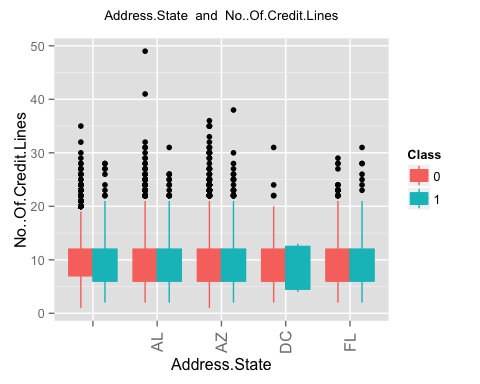 Address.State and No..Of.Credit.Lines
No..Of.Credit.Lines
50
40
30
20
10
0
AL
AZ
DC
FL
Address.State
Class
0
1